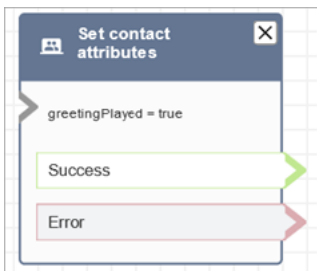 Set contact
attributes
greetingPlayed = true
Success
Error